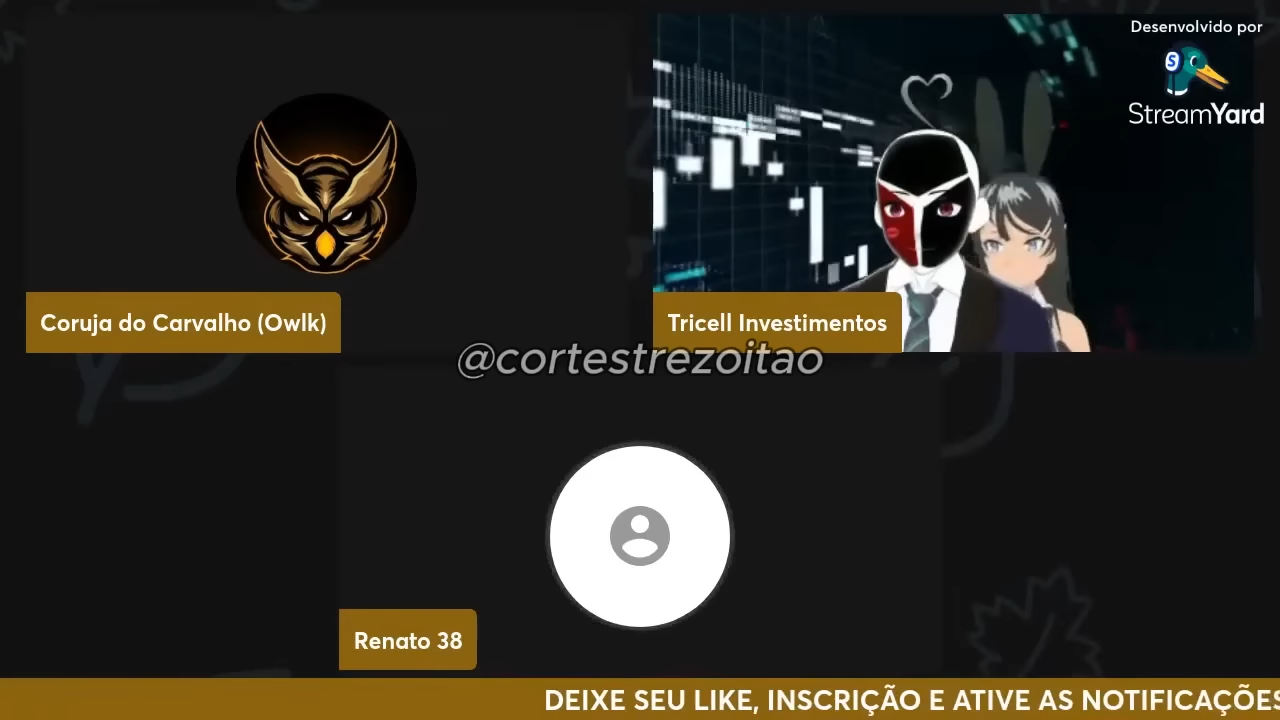 Desenvolvido por
S
StreamYard
Coruja do Carvalho (Owlk)
Tricell Investimentos
@cortestrezoitao
Renato 38
DEIXE SEU LIKE, INSCRIÇÃO E ATIVE AS NOTIFICAÇÕES